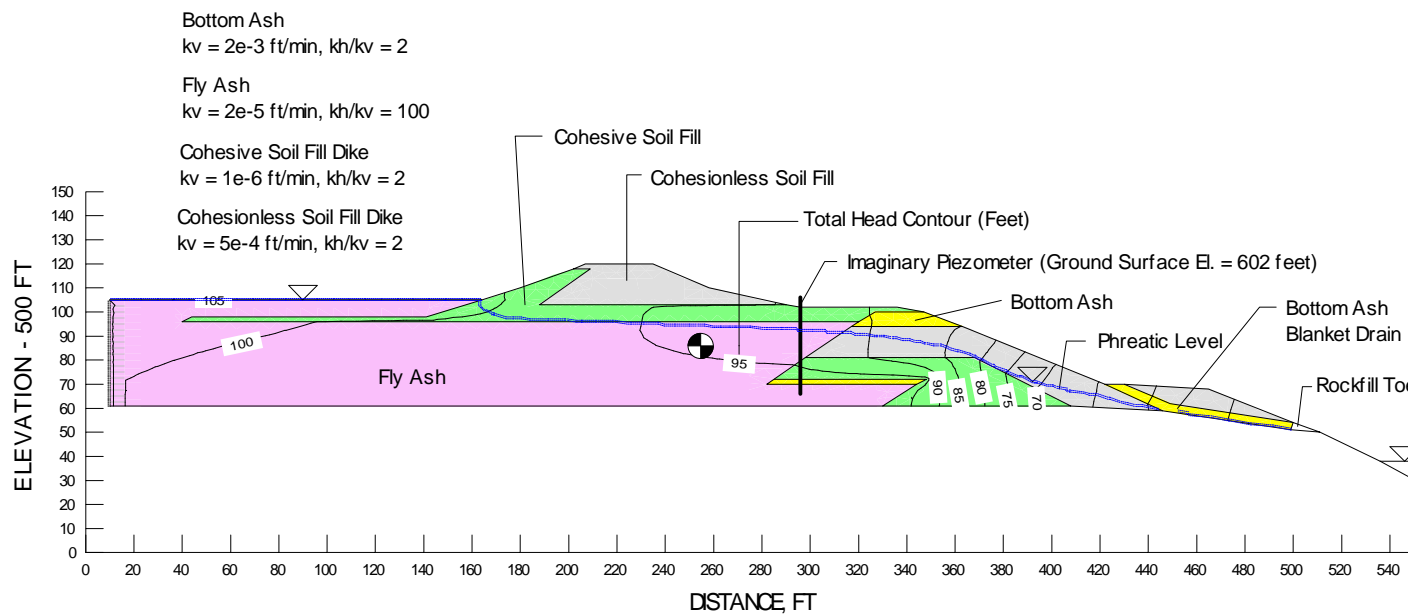 Bottom Ash
kv = 2e-3 ft/min, kh/kv = 2
Fly Ash
kv = 2e-5 ft/min, kh/kv = 100
Cohesive Soil Fill Dike
kv = 1e-6 ft/min, kh/kv = 2
Cohesionless Soil Fill Dike
kv = 5e-4 ft/min, kh/kv = 2
Cohesive Soil Fill
Cohesionless Soil Fill
Total Head Contour (Feet)
Imaginary Piezometer (Ground Surface El. = 602 feet)
Bottom Ash
Bottom Ash
Blanket Drain
Phreatic Level
Rockfill Toe
Fly Ash
105
100
95
90
85
80
75
70
ELEVATION - 500 FT
150
140
130
120
110
100
90
80
70
60
50
40
30
20
10
0
0 20 40 60 80 100 120 140 160 180 200 220 240 260 280 300 320 340 360 380 400 420 440 460 480 500 520 540
DISTANCE, FT